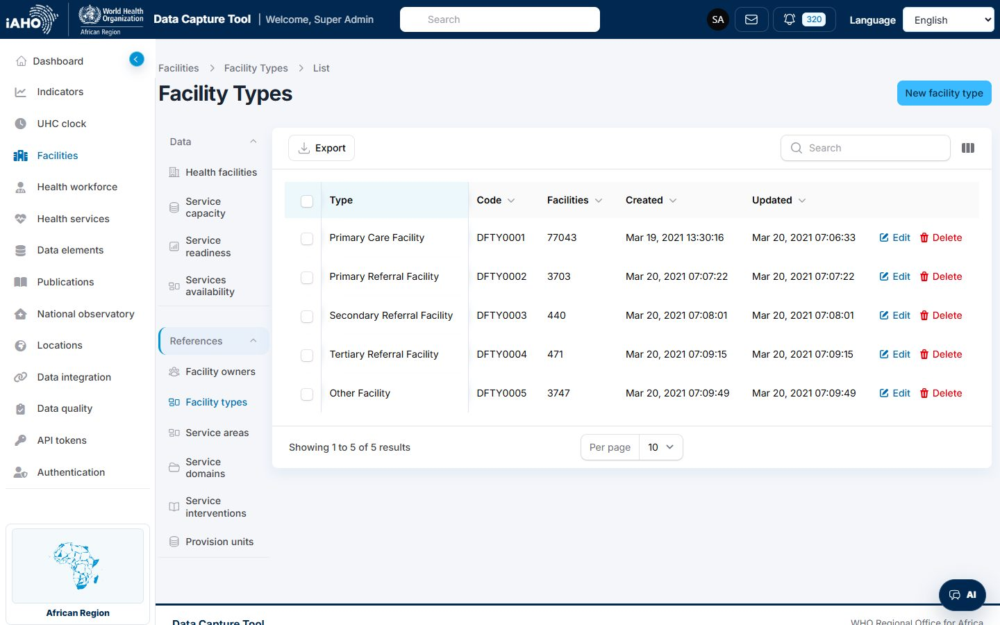 iAHO
World Health
Organization
African Region
Data Capture Tool
Welcome, Super Admin
Search
SA
320
Language
English
Dashboard
Indicators
UHC clock
Facilities
Health workforce
Health services
Data elements
Publications
National observatory
Locations
Data integration
Data quality
API tokens
Authentication
African Region
Facilities
Facility Types
List
Facility Types
New facility type
Data
Health facilities
Service
capacity
Service
readiness
Services
availability
References
Facility owners
Facility types
Service areas
Service
domains
Service
interventions
Provision units
Export
Search
Type Code Facilities Created Updated
Primary Care Facility DFTY0001 77043 Mar 19, 2021 13:30:16 Mar 20, 2021 07:06:33 Edit Delete
Primary Referral Facility DFTY0002 3703 Mar 20, 2021 07:07:22 Mar 20, 2021 07:07:22 Edit Delete
Secondary Referral Facility DFTY0003 440 Mar 20, 2021 07:08:01 Mar 20, 2021 07:08:01 Edit Delete
Tertiary Referral Facility DFTY0004 471 Mar 20, 2021 07:09:15 Mar 20, 2021 07:09:15 Edit Delete
Other Facility DFTY0005 3747 Mar 20, 2021 07:09:49 Mar 20, 2021 07:09:49 Edit Delete
Showing 1 to 5 of 5 results
Per page 10
AI
Data Capture Tool
WHO Regional Office for Africa